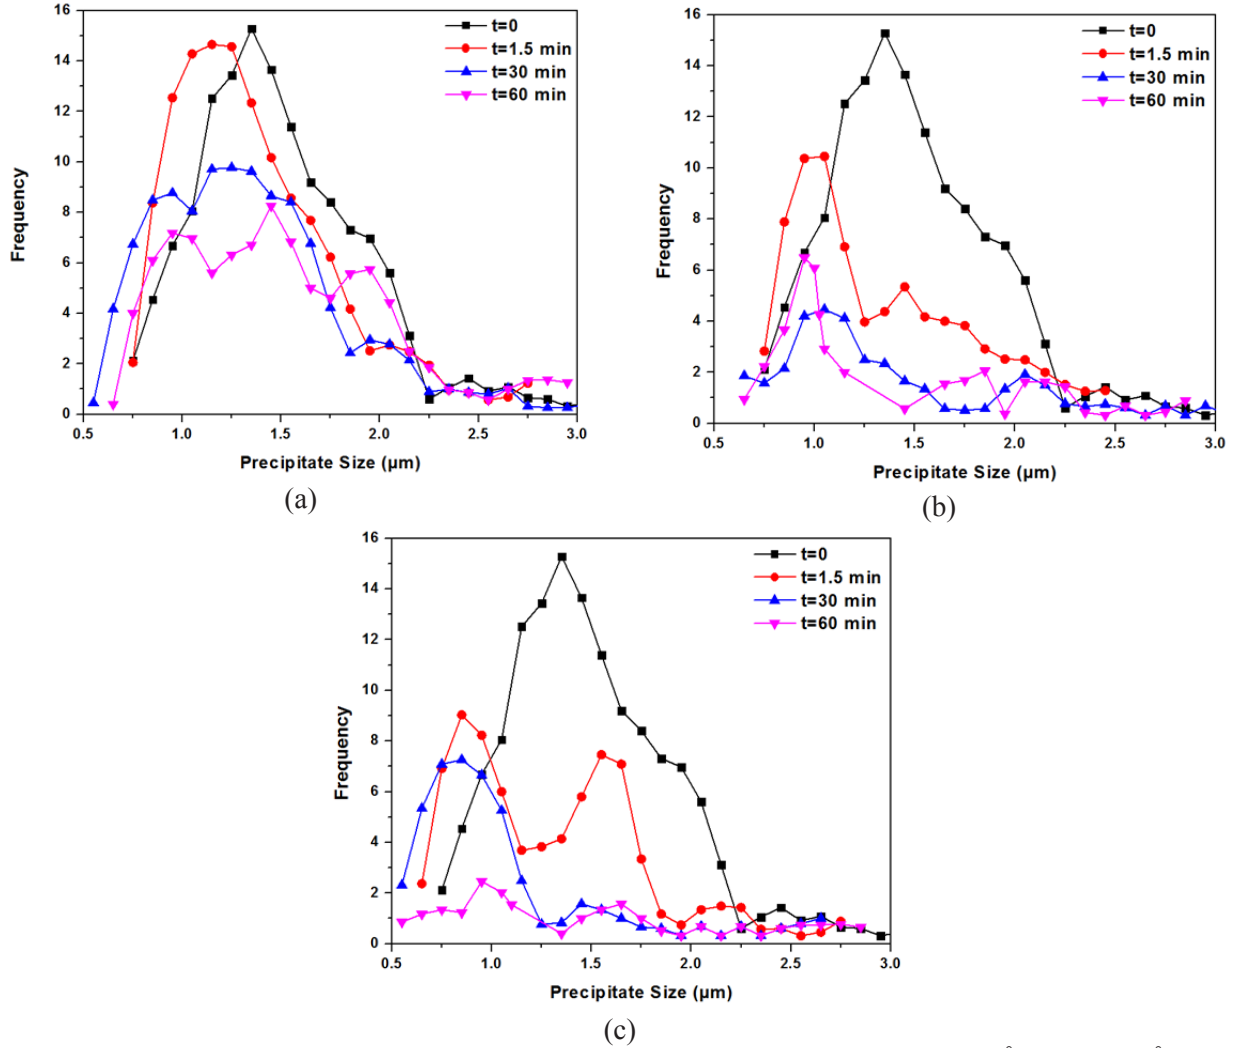 16
14
12
10
8
6
4
2
0
Frequency
t=0
t=1.5 min
t=30 min
t=60 min
0.5 1.0 1.5 2.0 2.5 3.0
Precipitate Size (µm)
(a)
16
14
12
10
8
6
4
2
0
Frequency
t=0
t=1.5 min
t=30 min
t=60 min
0.5 1.0 1.5 2.0 2.5 3.0
Precipitate Size (µm)
(b)
16
14
12
10
8
6
4
2
0
Frequency
t=0
t=1.5 min
t=30 min
t=60 min
0.5 1.0 1.5 2.0 2.5 3.0
Precipitate Size (µm)
(c)